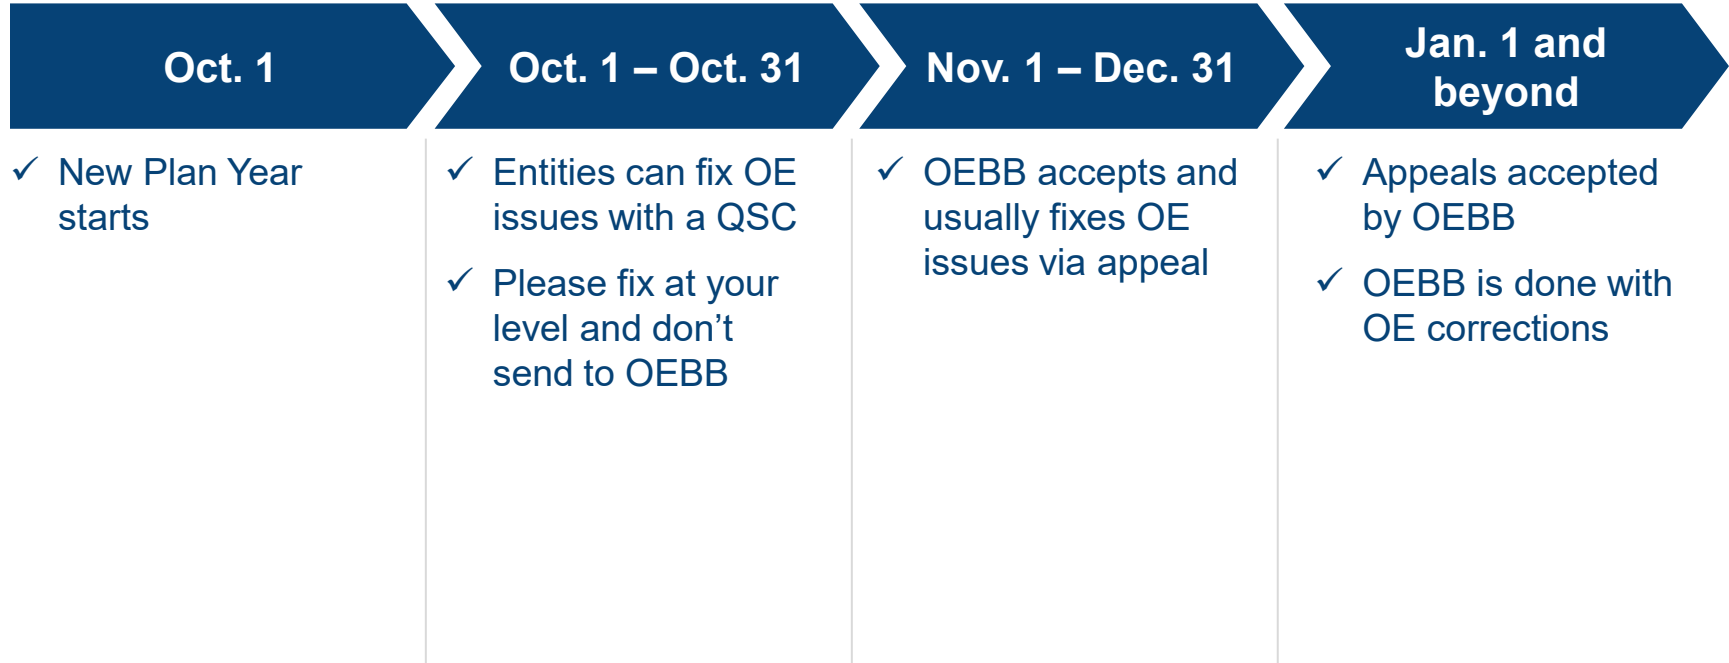 Oct. 1
New Plan Year
starts
Oct. 1 – Oct. 31
Entities can fix OE
issues with a QSC
Please fix at your
level and don’t
send to OEBB
Nov. 1 – Dec. 31
OEBB accepts and
usually fixes OE
issues via appeal
Jan. 1 and
beyond
Appeals accepted
by OEBB
OEBB is done with
OE corrections